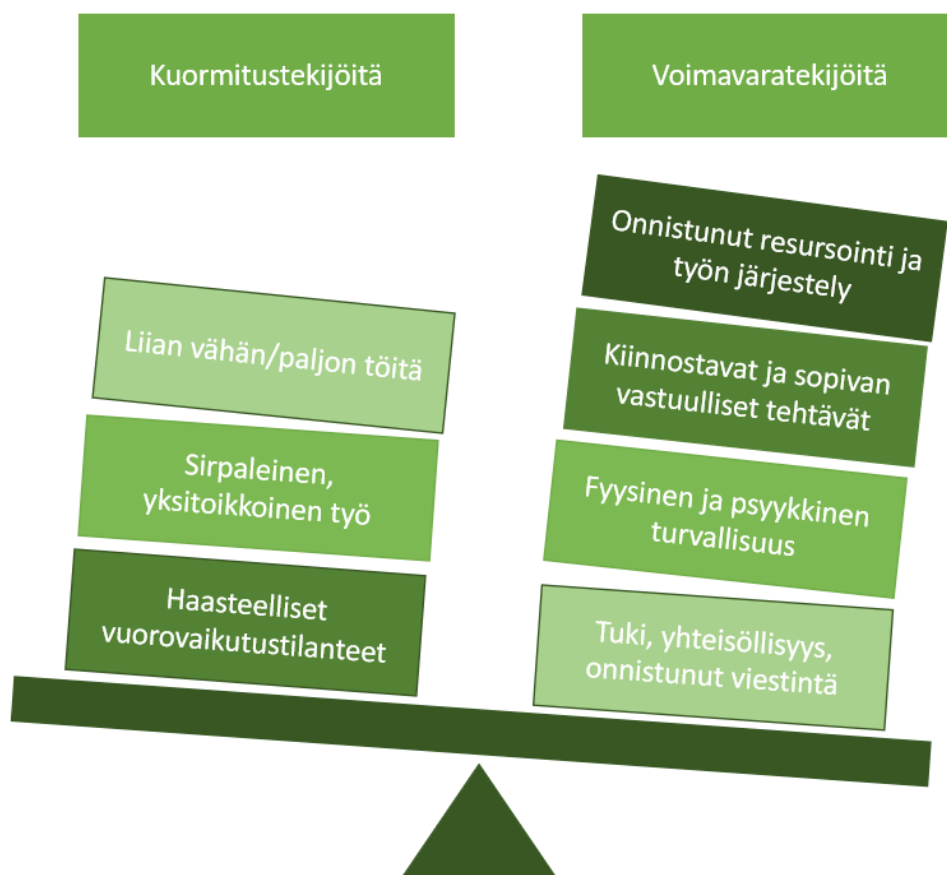 Kuormitustekijöitä
Liian vähän/paljon töitä
Sirpaleinen,
yksitoikkoinen työ
Haasteelliset
vuorovaikutustilanteet
Voimavaratekijöitä
Onnistunut resursointi ja
työn järjestely
Kiinnostavat ja sopivan
vastuulliset tehtävät
Fyysinen ja psyykkinen
turvallisuus
Tuki, yhteisöllisyys,
onnistunut viestintä